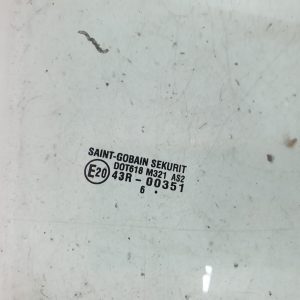 SAINT-GOBAIN SEKURIT
DOT618 M321 AS2
E20 43R-00351
6 .